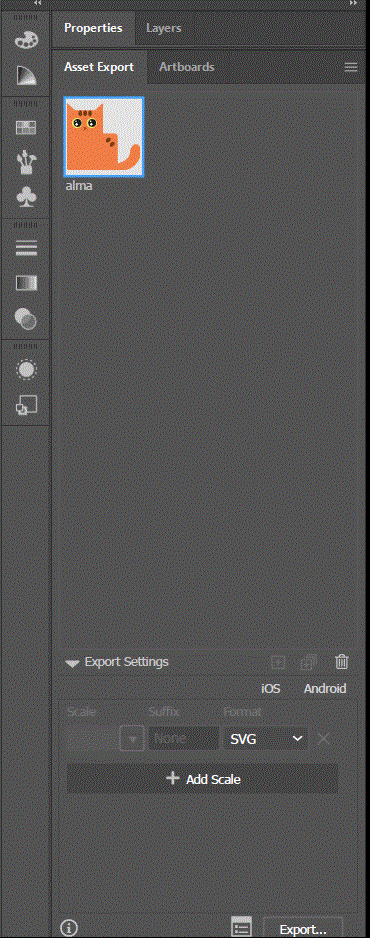 Properties Layers
Asset Export Artboards
alma
Export Settings
iOS Android
Scale Suffix Format
None SVG
Add Scale
Export...